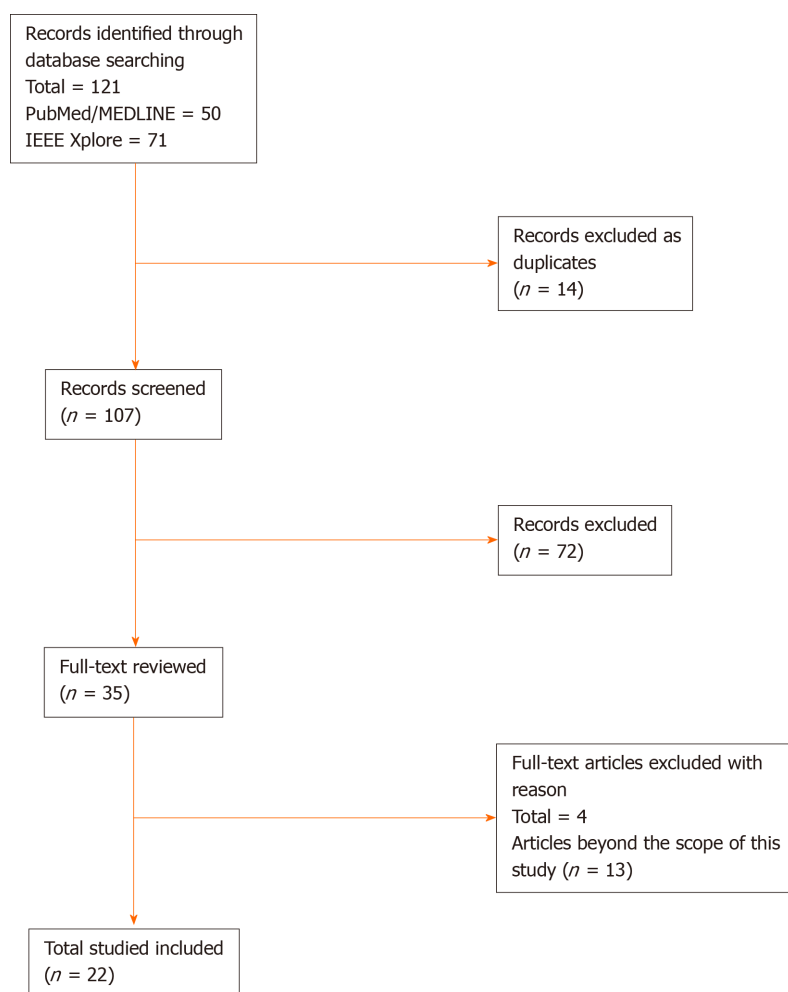 Records identified through
database searching
Total = 121
PubMed/MEDLINE = 50
IEEE Xplore = 71
Records excluded as
duplicates
(n = 14)
Records screened
(n = 107)
Records excluded
(n = 72)
Full-text reviewed
(n = 35)
Full-text articles excluded with
reason
Total = 4
Articles beyond the scope of this
study (n = 13)
Total studied included
(n = 22)